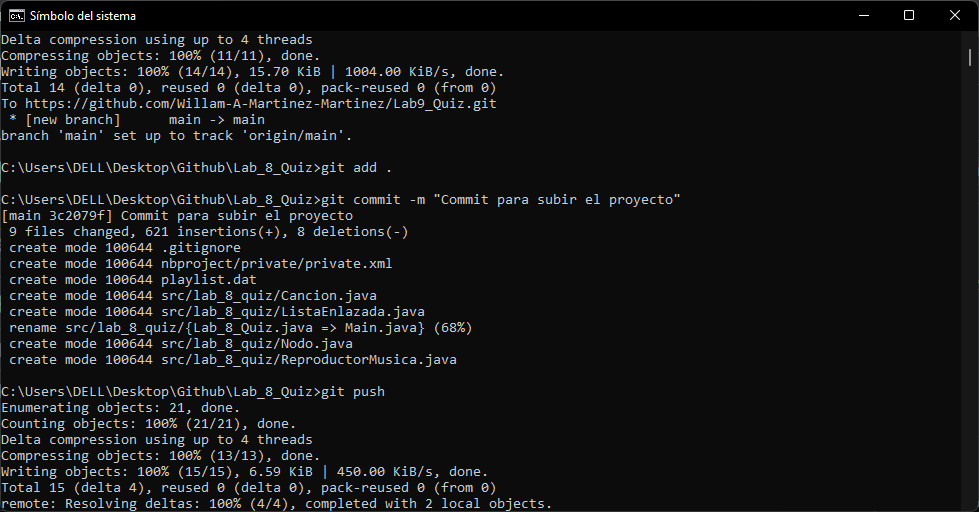 Símbolo del sistema
Delta compression using up to 4 threads
Compressing objects: 100% (11/11), done.
Writing objects: 100% (14/14), 15.70 KiB | 1004.00 KiB/s, done.
Total 14 (delta 0), reused 0 (delta 0), pack-reused 0 (from 0)
To https://github.com/Willam-A-Martinez-Martinez/Lab9_Quiz.git
 * [new branch]      main -> main
branch 'main' set up to track 'origin/main'.
C:\Users\DELL\Desktop\Github\Lab_8_Quiz>git add .
C:\Users\DELL\Desktop\Github\Lab_8_Quiz>git commit -m "Commit para subir el proyecto"
[main 3c2079f] Commit para subir el proyecto
 9 files changed, 621 insertions(+), 8 deletions(-)
 create mode 100644 .gitignore
 create mode 100644 nbproject/private/private.xml
 create mode 100644 playlist.dat
 create mode 100644 src/lab_8_quiz/Cancion.java
 create mode 100644 src/lab_8_quiz/ListaEnlazada.java
 rename src/lab_8_quiz/{Lab_8_Quiz.java => Main.java} (68%)
 create mode 100644 src/lab_8_quiz/Nodo.java
 create mode 100644 src/lab_8_quiz/ReproductorMusica.java
C:\Users\DELL\Desktop\Github\Lab_8_Quiz>git push
Enumerating objects: 21, done.
Counting objects: 100% (21/21), done.
Delta compression using up to 4 threads
Compressing objects: 100% (13/13), done.
Writing objects: 100% (15/15), 6.59 KiB | 450.00 KiB/s, done.
Total 15 (delta 4), reused 0 (delta 0), pack-reused 0 (from 0)
remote: Resolving deltas: 100% (4/4), completed with 2 local objects.